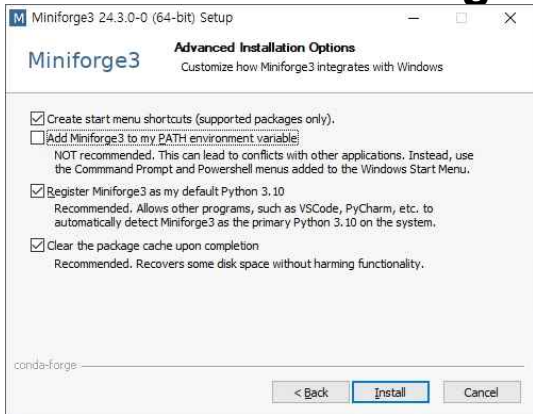 Miniforge3 24.3.0-0 (64-bit) Setup
Miniforge3
Advanced Installation Options
Customize how Miniforge3 integrates with Windows
Create start menu shortcuts (supported packages only).
Add Miniforge3 to my PATH environment variable
NOT recommended. This can lead to conflicts with other applications. Instead, use
the Commmand Prompt and Powershell menus added to the Windows Start Menu.
Register Miniforge3 as my default Python 3.10
Recommended. Allows other programs, such as VSCode, PyCharm, etc. to
automatically detect Miniforge3 as the primary Python 3.10 on the system.
Clear the package cache upon completion
Recommended. Recovers some disk space without harming functionality.
conda-forge
< Back
Install
Cancel